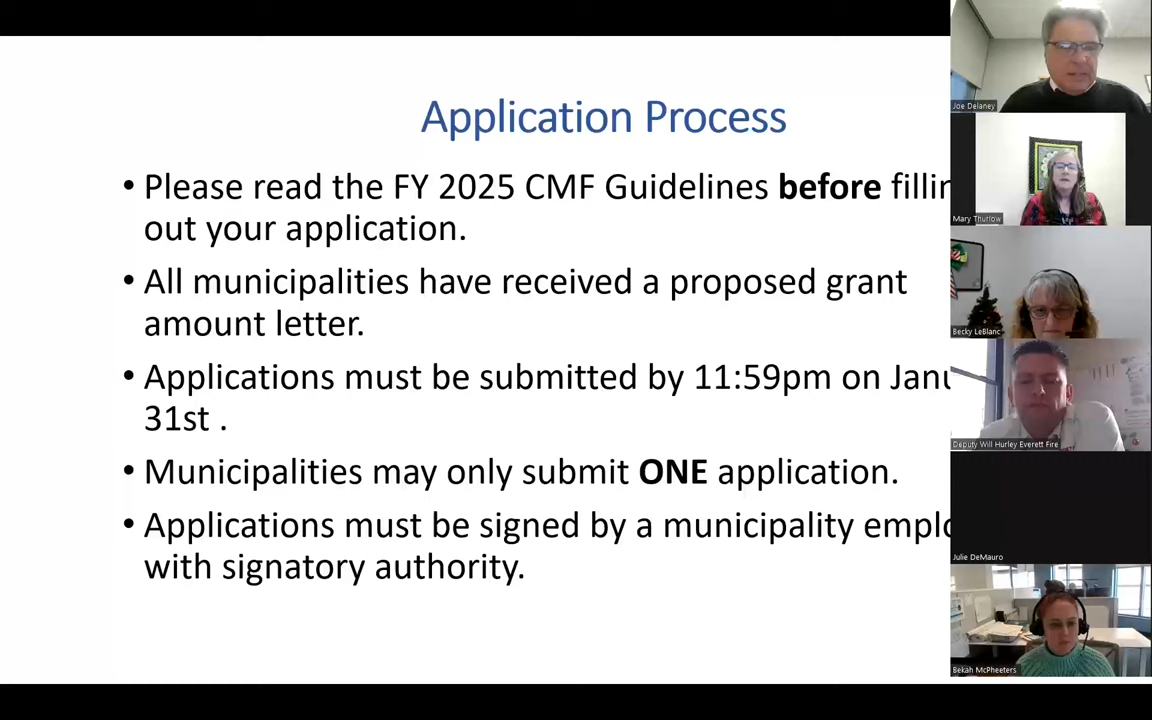 Application Process
• Please read the FY 2025 CMF Guidelines before fillin
out your application.
• All municipalities have received a proposed grant
amount letter.
• Applications must be submitted by 11:59pm on Janu
31st .
• Municipalities may only submit ONE application.
• Applications must be signed by a municipality emplo
with signatory authority.
Joe Delaney
Mary Thurlow
Becky LeBlanc
Deputy Will Hurley Everett Fire
Julie DeMauro
Bekah McPheeters